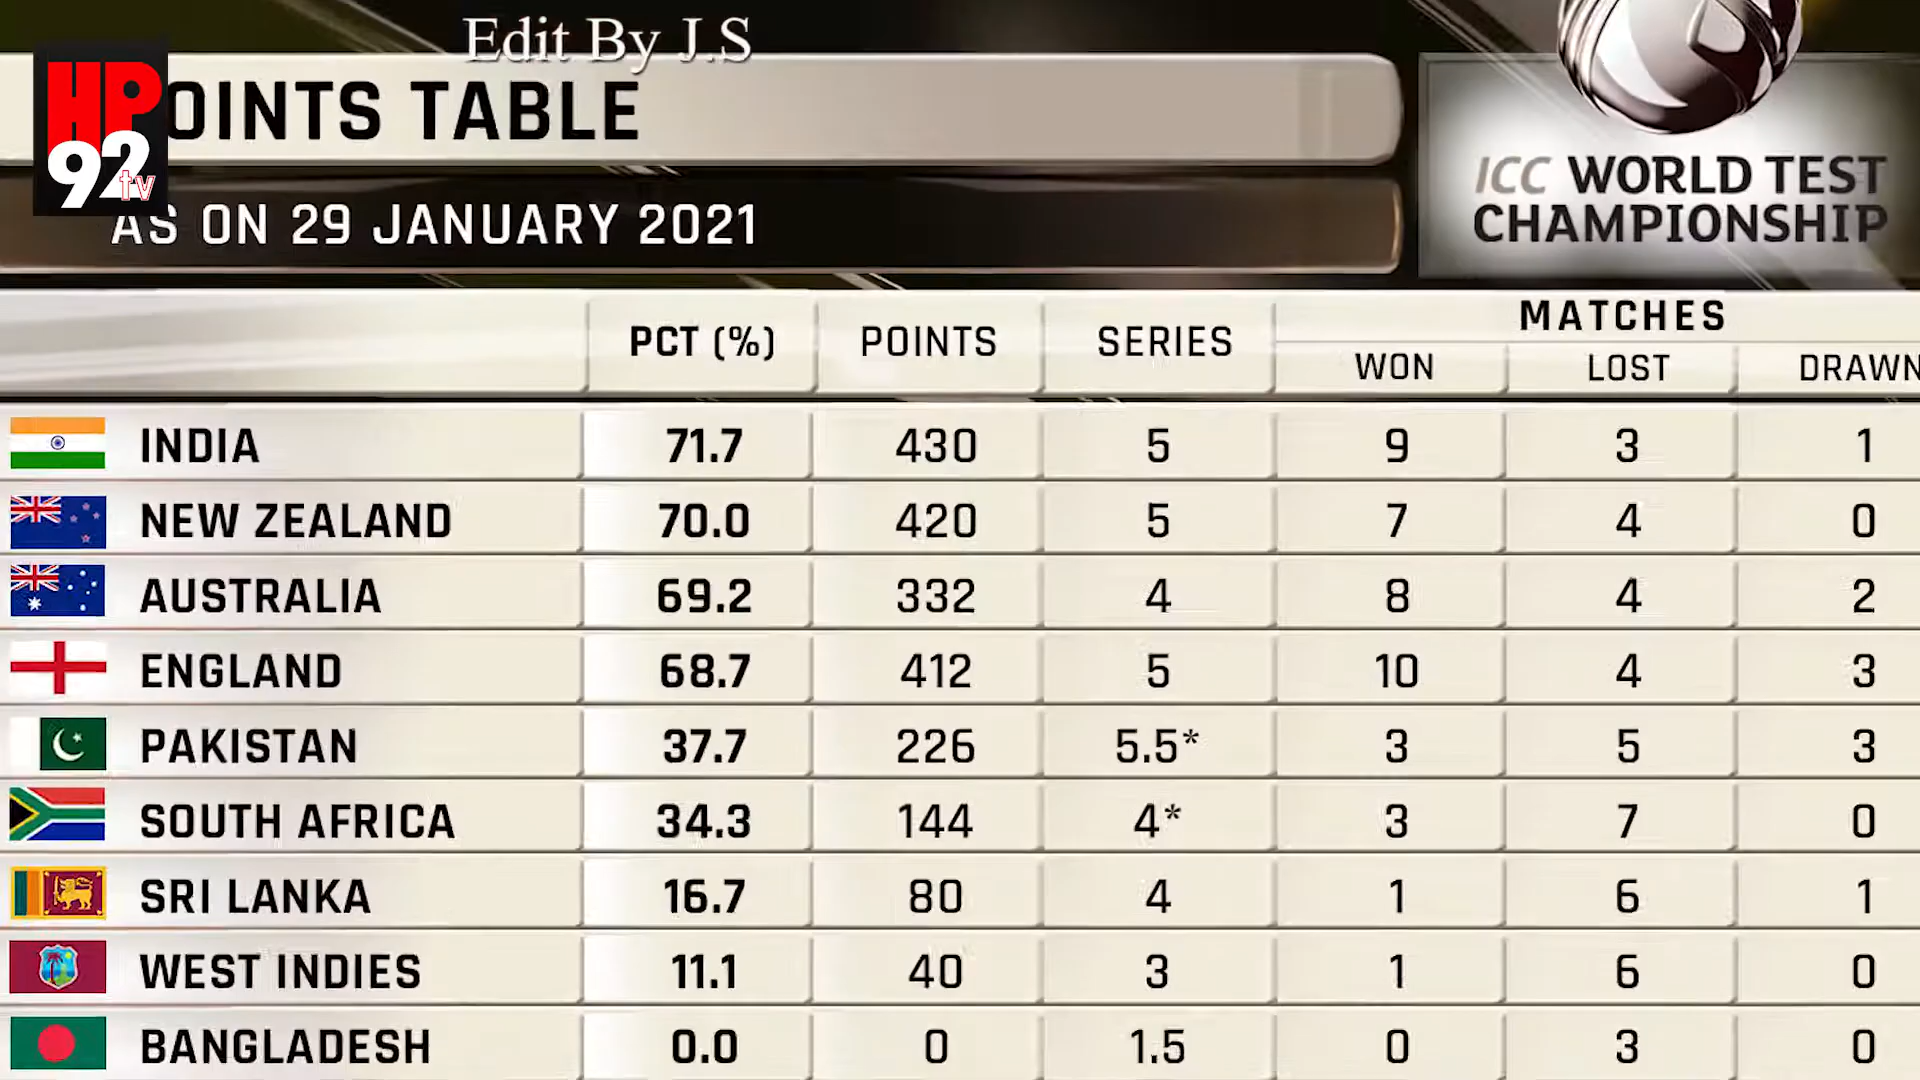 Edit By J.S
HP
92
tv
OINTS TABLE
AS ON 29 JANUARY 2021
ICC WORLD TEST
CHAMPIONSHIP
MATCHES
PCT (%) POINTS SERIES WON LOST DRAWN
INDIA 71.7 430 5 9 3 1
NEW ZEALAND 70.0 420 5 7 4 0
AUSTRALIA 69.2 332 4 8 4 2
ENGLAND 68.7 412 5 10 4 3
PAKISTAN 37.7 226 5.5* 3 5 3
SOUTH AFRICA 34.3 144 4* 3 7 0
SRI LANKA 16.7 80 4 1 6 1
WEST INDIES 11.1 40 3 1 6 0
BANGLADESH 0.0 0 1.5 0 3 0